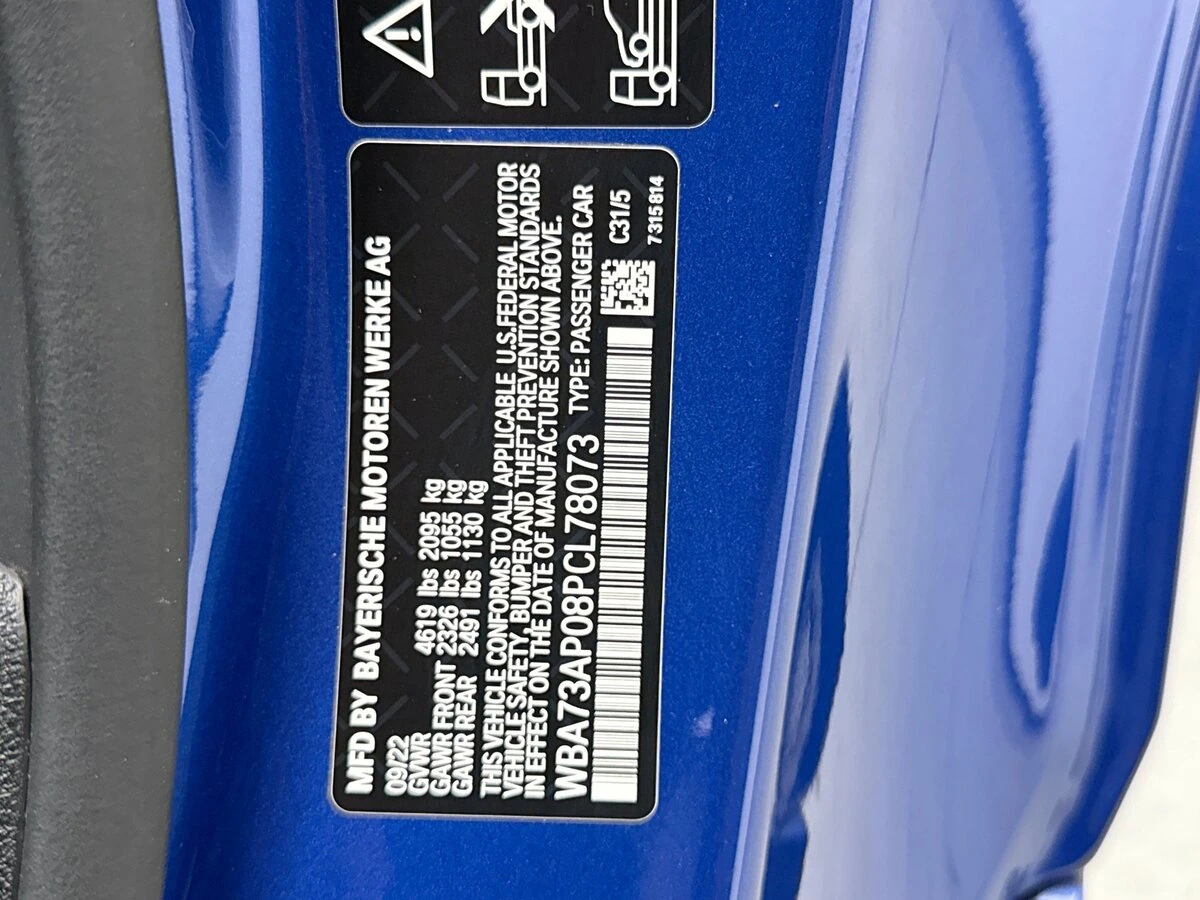 MFD BY BAYERISCHE MOTOREN WERKE AG
09/22
GVWR 4619 lbs 2095 kg
GAWR FRONT 2326 lbs 1055 kg
GAWR REAR 2491 lbs 1130 kg
THIS VEHICLE CONFORMS TO ALL APPLICABLE U.S.FEDERAL MOTOR
VEHICLE SAFETY, BUMPER AND THEFT PREVENTION STANDARDS
IN EFFECT ON THE DATE OF MANUFACTURE SHOWN ABOVE.
WBA73AP08PCL78073 TYPE: PASSENGER CAR
C31/5
7315814